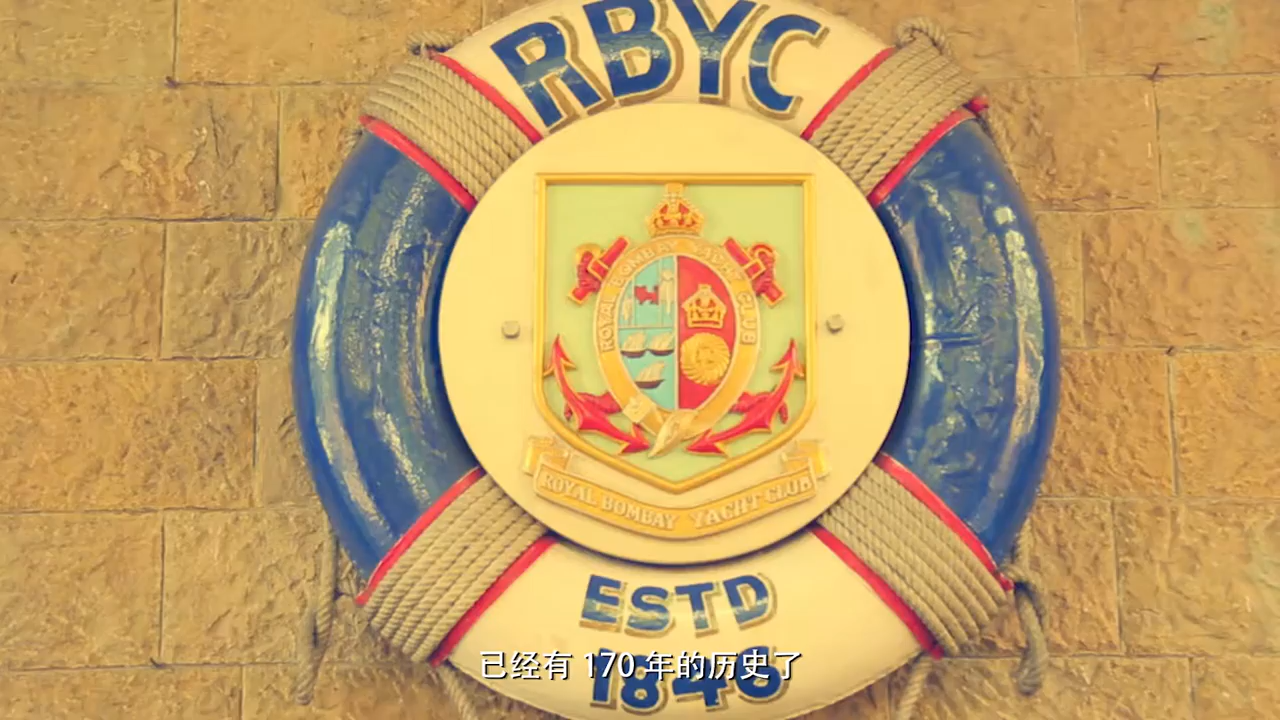 RBYC
ROYAL BOMBAY YACHT CLUB
ROYAL BOMBAY YACHT CLUB
ESTD
1846
已经有 170 年的历史了